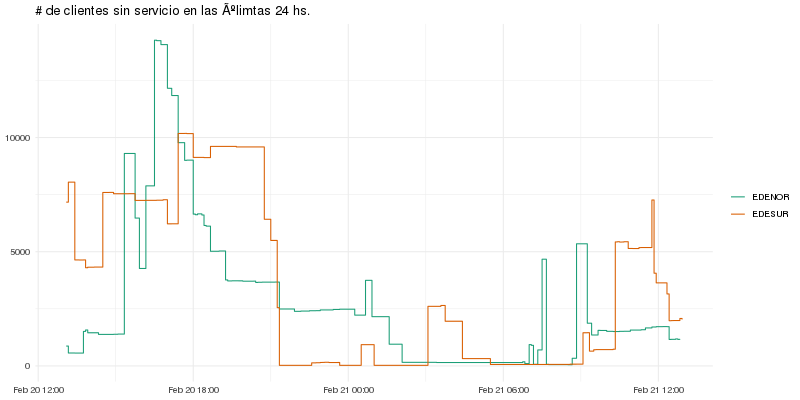 # de clientes sin servicio en las Ãºlimtas 24 hs.
10000
5000
0
Feb 20 12:00 Feb 20 18:00 Feb 21 00:00 Feb 21 06:00 Feb 21 12:00
EDENOR
EDESUR